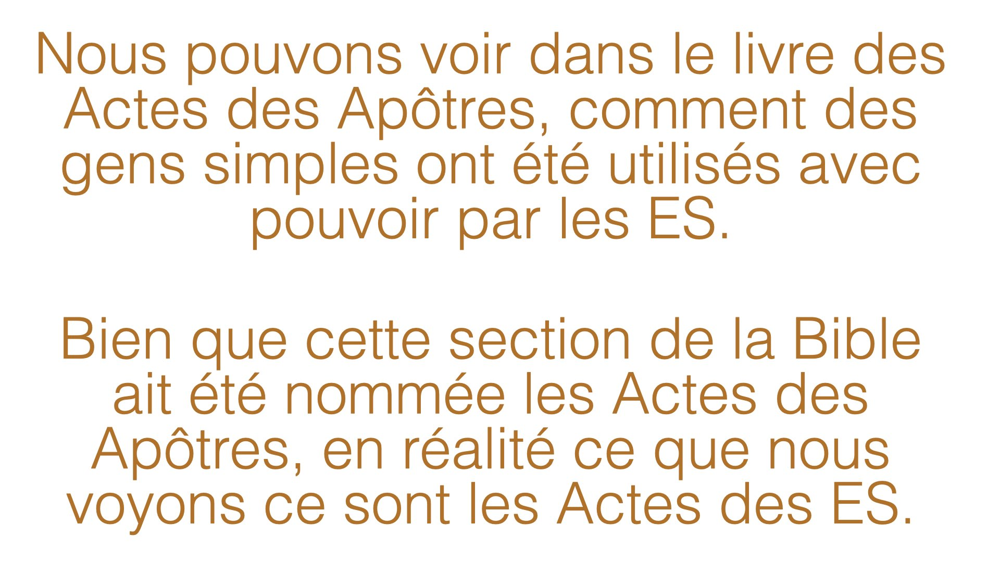 Nous pouvons voir dans le livre des
Actes des Apôtres, comment des
gens simples ont été utilisés avec
pouvoir par les ES.
Bien que cette section de la Bible
ait été nommée les Actes des
Apôtres, en réalité ce que nous
voyons ce sont les Actes des ES.